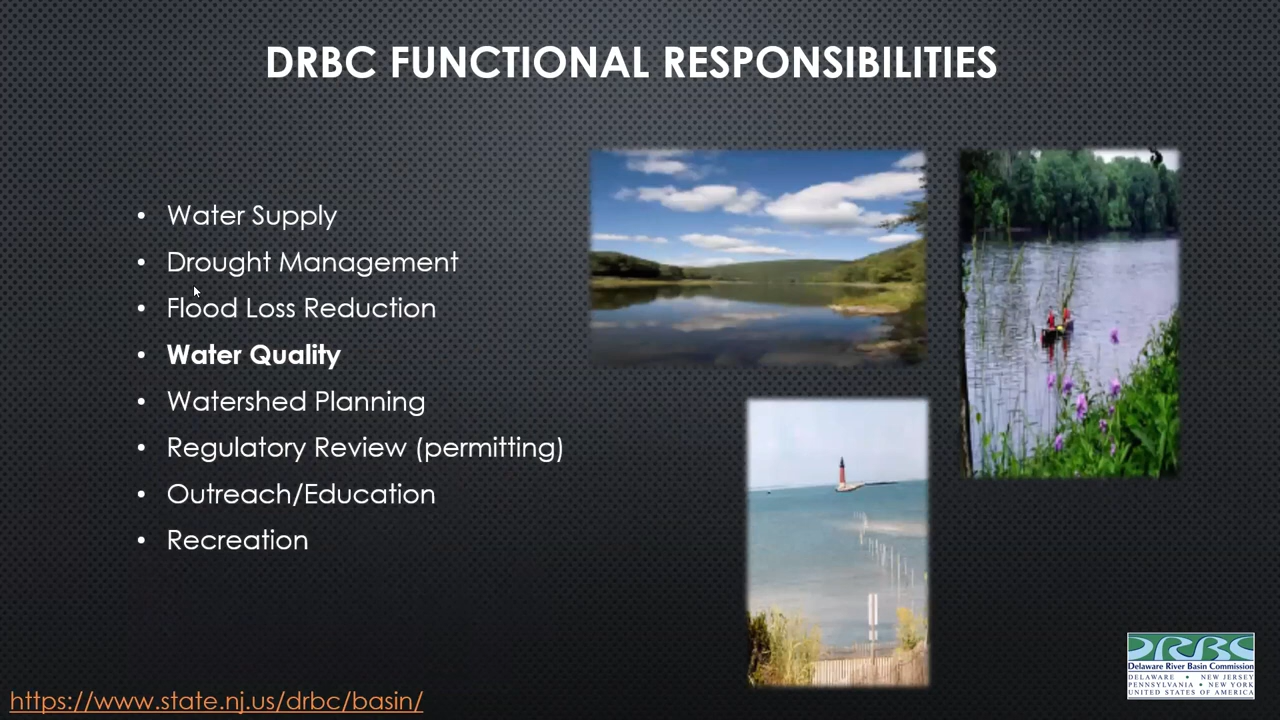 DRBC FUNCTIONAL RESPONSIBILITIES
• Water Supply
• Drought Management
• Flood Loss Reduction
• Water Quality
• Watershed Planning
• Regulatory Review (permitting)
• Outreach/Education
• Recreation
https://www.state.nj.us/drbc/basin/
DRBC
Delaware River Basin Commission
DELAWARE • NEW JERSEY
PENNSYLVANIA • NEW YORK
UNITED STATES OF AMERICA